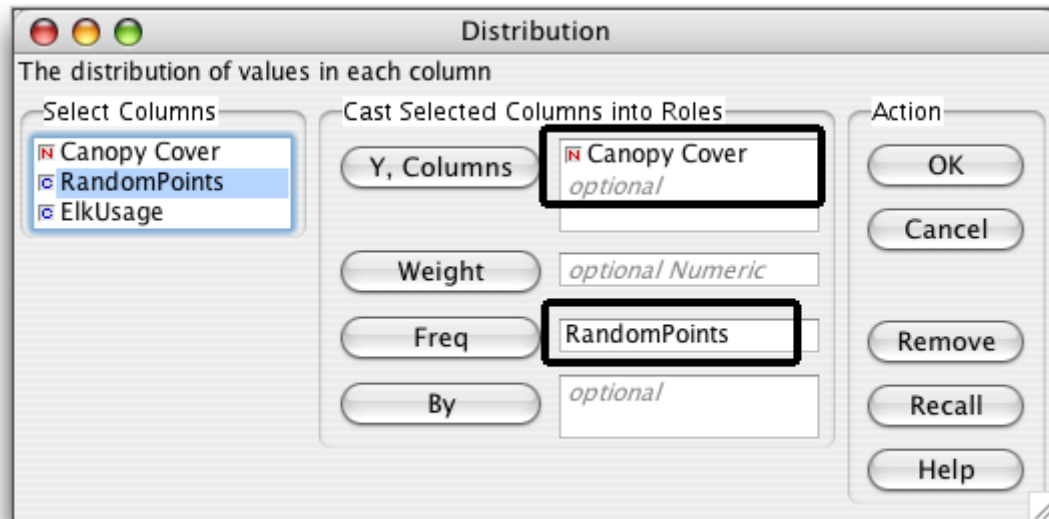 Distribution
The distribution of values in each column
Select Columns
N Canopy Cover
C RandomPoints
C ElkUsage
Cast Selected Columns into Roles
Y, Columns
N Canopy Cover
optional
Weight
optional Numeric
Freq
RandomPoints
By
optional
Action
OK
Cancel
Remove
Recall
Help